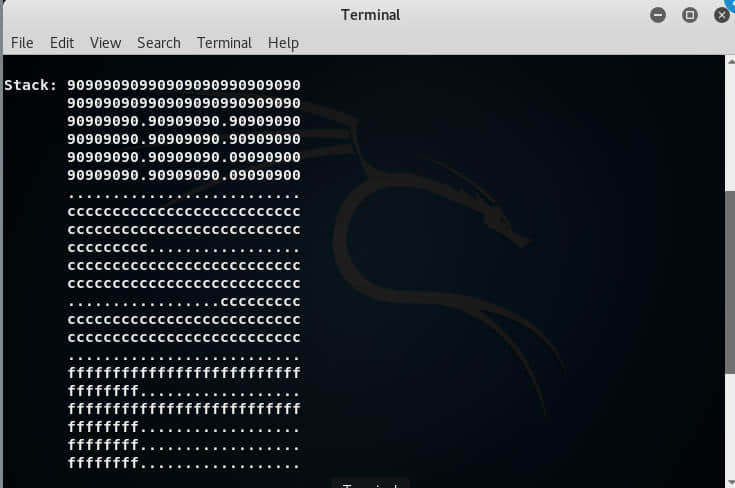 Terminal
File Edit View Search Terminal Help
Stack: 90909090990909090990909090
90909090990909090990909090
90909090.90909090.90909090
90909090.90909090.90909090
90909090.90909090.09090900
90909090.90909090.09090900
..........................
cccccccccccccccccccccccccc
cccccccccccccccccccccccccc
ccccccccc.................
cccccccccccccccccccccccccc
cccccccccccccccccccccccccc
.................ccccccccc
cccccccccccccccccccccccccc
cccccccccccccccccccccccccc
..........................
ffffffffffffffffffffffffff
ffffffff..................
ffffffffffffffffffffffffff
ffffffff..................
ffffffff..................
ffffffff..................